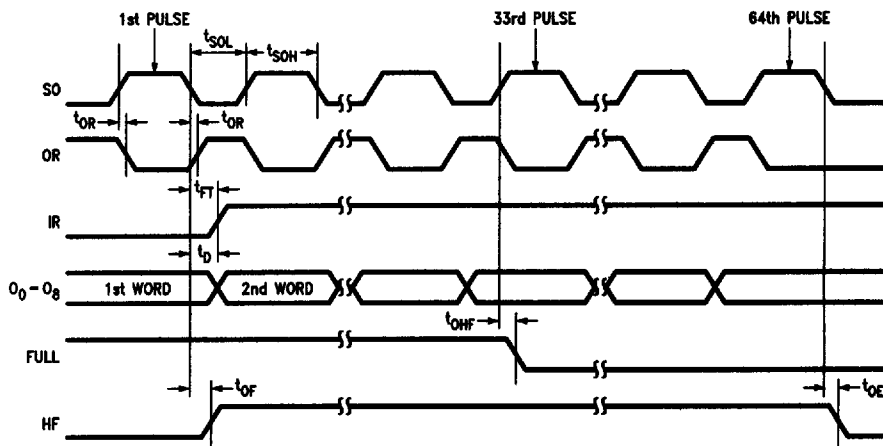 1st PULSE
33rd PULSE
64th PULSE
tSOL
tSOH
SO
tOR
tOR
OR
tFT
IR
tD
O0-O8
1st WORD
2nd WORD
tOHF
FULL
tOF
tOE
HF